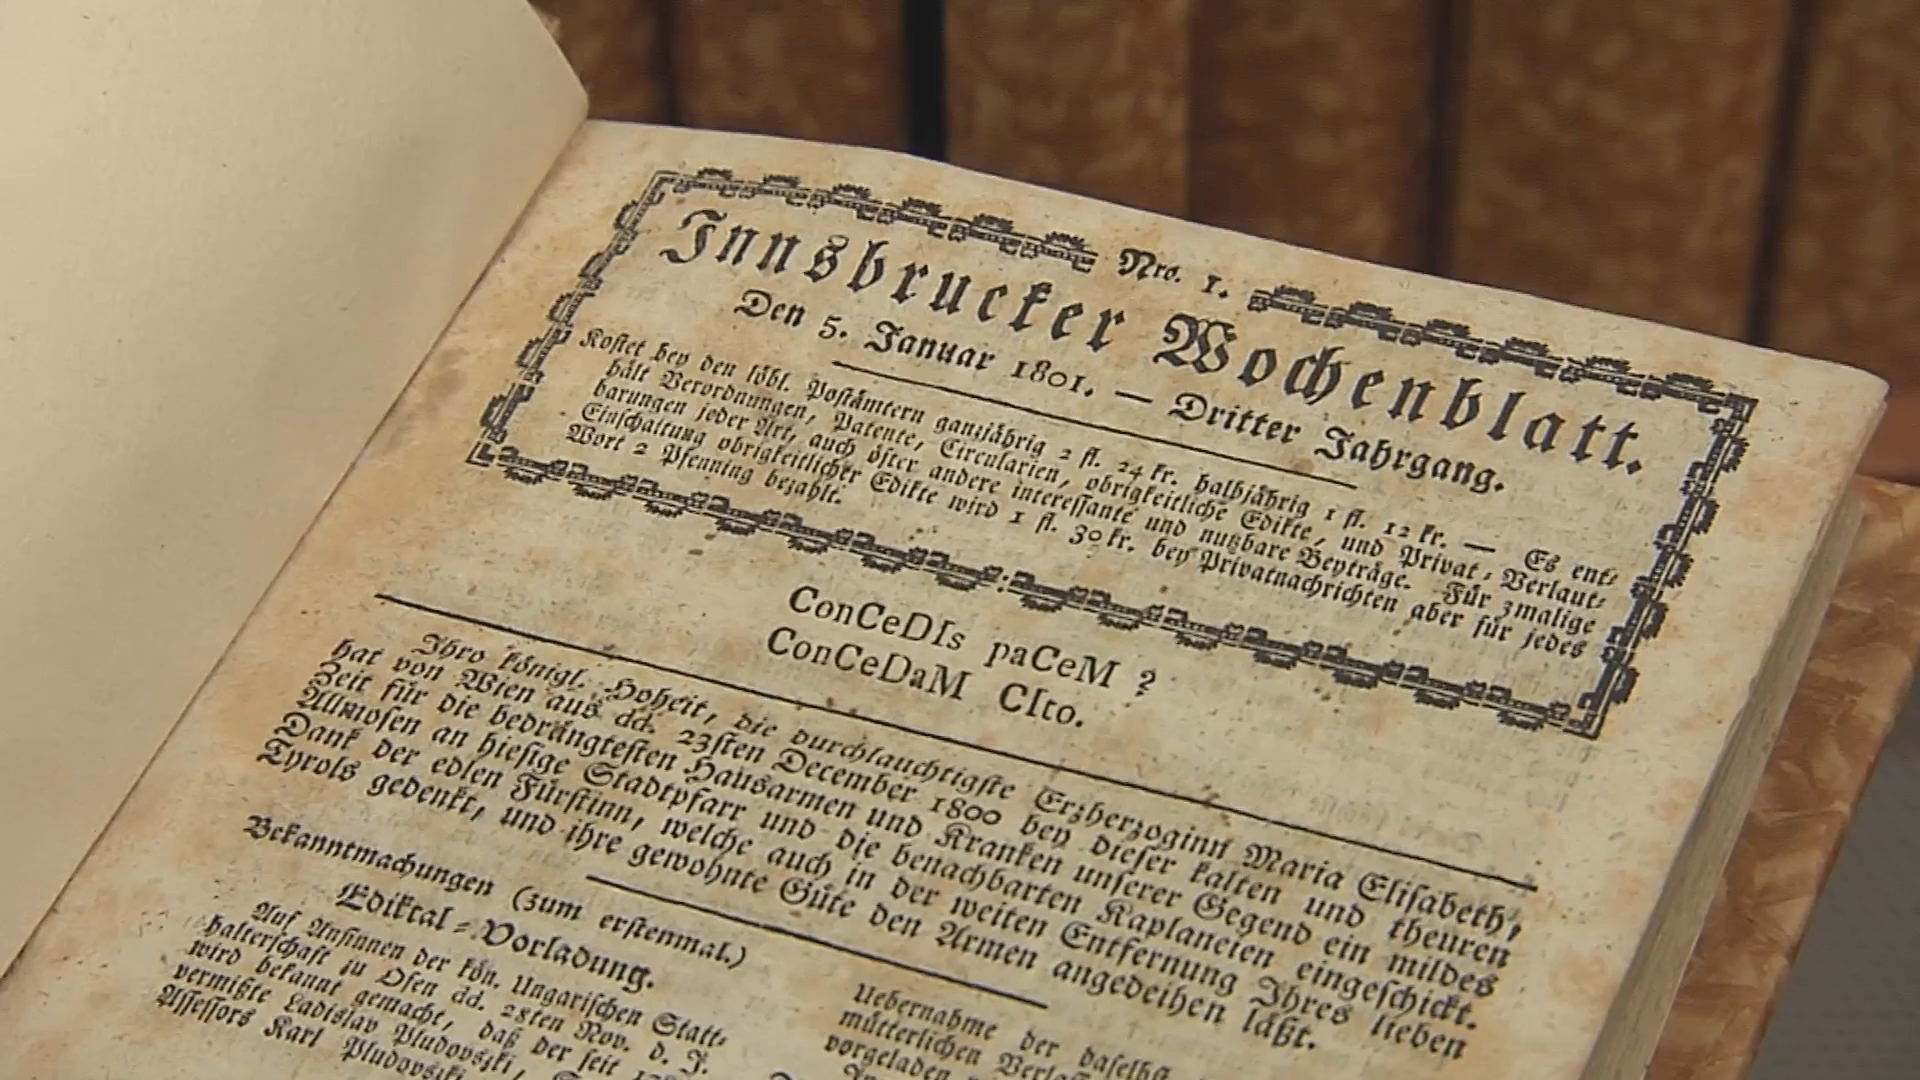 Nro. 1.
Innsbrucker Wochenblatt.
Den 5. Januar 1801. — Dritter Jahrgang.
Kostet bey den löbl. Postämtern ganzjährig 2 fl. 24 kr. halbjährig 1 fl. 12 kr. — Es ent-
hält Verordnungen, Patente, Circularien, obrigkeitliche Edikte, und Privat-Verlaut-
barungen jeder Art, auch öfter andere interessante und nutzbare Beyträge. Für 3malige
Einschaltung obrigkeitlicher Edikte wird 1 fl. 30 kr. bey Privatnachrichten aber für jedes
Wort 2 Pfenning bezahlt.
ConCeDIs paCeM ?
ConCeDaM CIto.
Ihro königl. Hoheit, die durchlauchtigste Erzherzoginn Maria Elisabeth,
hat von Wien aus dd. 23sten December 1800 bey dieser kalten und theuren
Zeit für die bedrängtesten Hausarmen und Kranken unserer Gegend ein mildes
Allmosen an hiesige Stadtpfarr und die benachbarten Kaplaneien eingeschickt.
Dank der edlen Fürstinn, welche auch in der weiten Entfernung Ihres lieben
Tyrols gedenkt, und ihre gewohnte Güte den Armen angedeihen läßt.
Bekanntmachungen (zum erstenmal.)
Ediktal-Vorladung.
Auf Ansinnen der kön. Ungarischen Statt-
halterschaft zu Ofen dd. 28ten Nov. d. J.
wird bekannt gemacht, daß der seit
vermißte Ladislav Pludovszki,
Assessors Karl Pludovszki
Uebernahme der daselbst
mütterlichen
vorgeladen